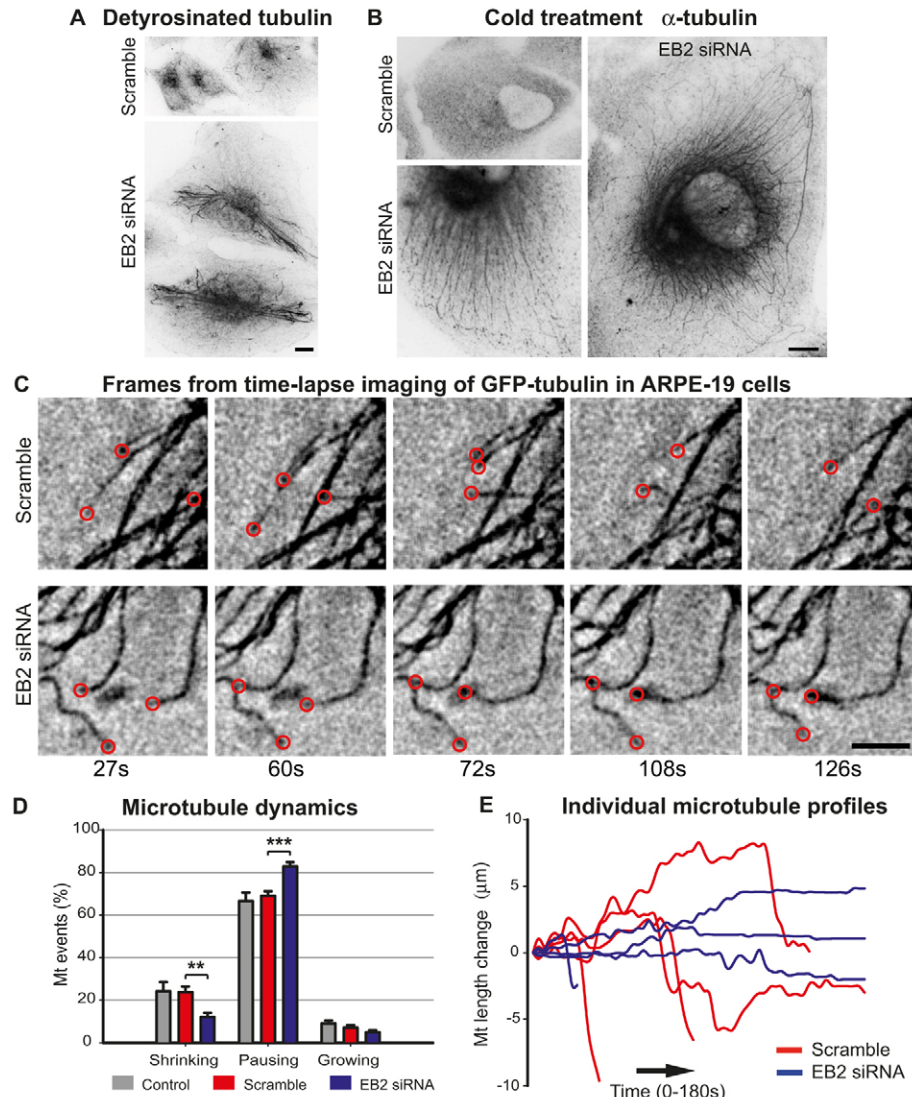 A Detyrosinated tubulin
Scramble
EB2 siRNA
B Cold treatment α-tubulin
Scramble
EB2 siRNA
EB2 siRNA
C Frames from time-lapse imaging of GFP-tubulin in ARPE-19 cells
Scramble
EB2 siRNA
27s 60s 72s 108s 126s
D Microtubule dynamics
Mt events (%)
100
80
60
40
20
0
**
***
Shrinking Pausing Growing
Control Scramble EB2 siRNA
E Individual microtubule profiles
Mt length change (μm)
10
5
0
-5
-10
Time (0-180s)
Scramble
EB2 siRNA